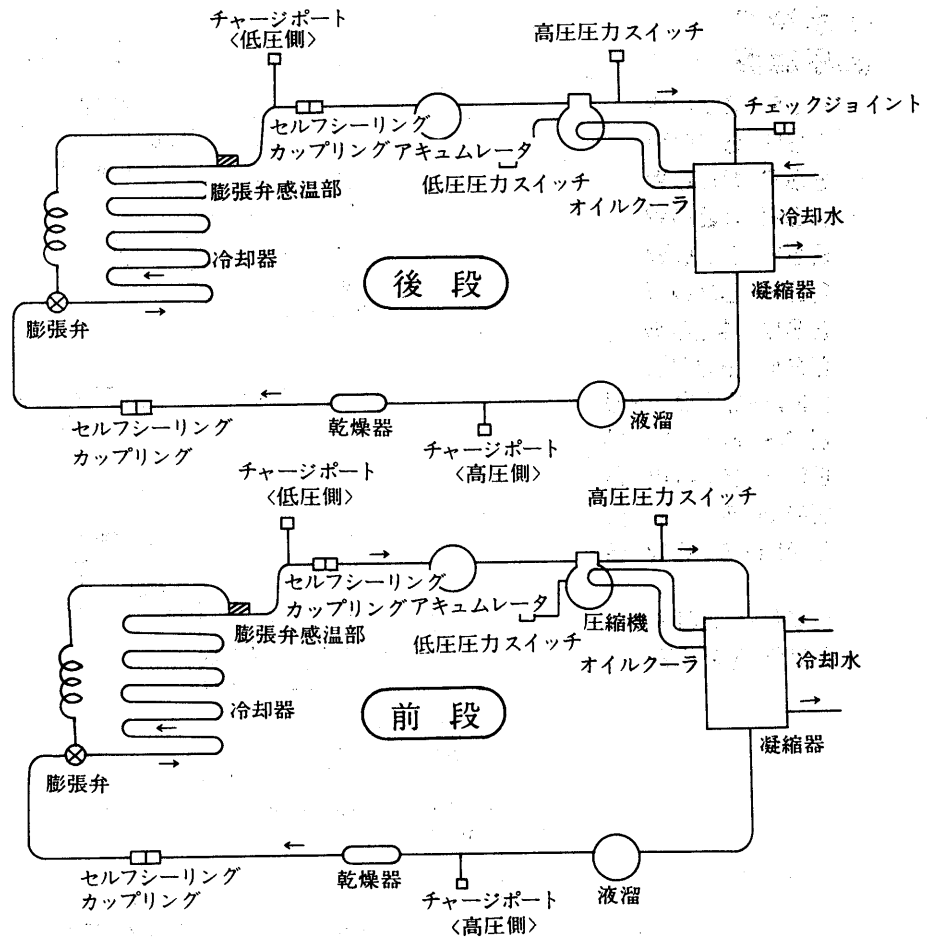 チャージポート
〈低圧側〉
高圧圧力スイッチ
チェックジョイント
セルフシーリング
カップリング
アキュムレータ
低圧圧力スイッチ
オイルクーラ
冷却水
膨張弁感温部
冷却器
後段
凝縮器
膨張弁
セルフシーリング
カップリング
乾燥器
液溜
チャージポート
〈高圧側〉
チャージポート
〈低圧側〉
高圧圧力スイッチ
セルフシーリング
カップリング
アキュムレータ
圧縮機
低圧圧力スイッチ
オイルクーラ
冷却水
膨張弁感温部
冷却器
前段
凝縮器
膨張弁
セルフシーリング
カップリング
乾燥器
液溜
チャージポート
〈高圧側〉